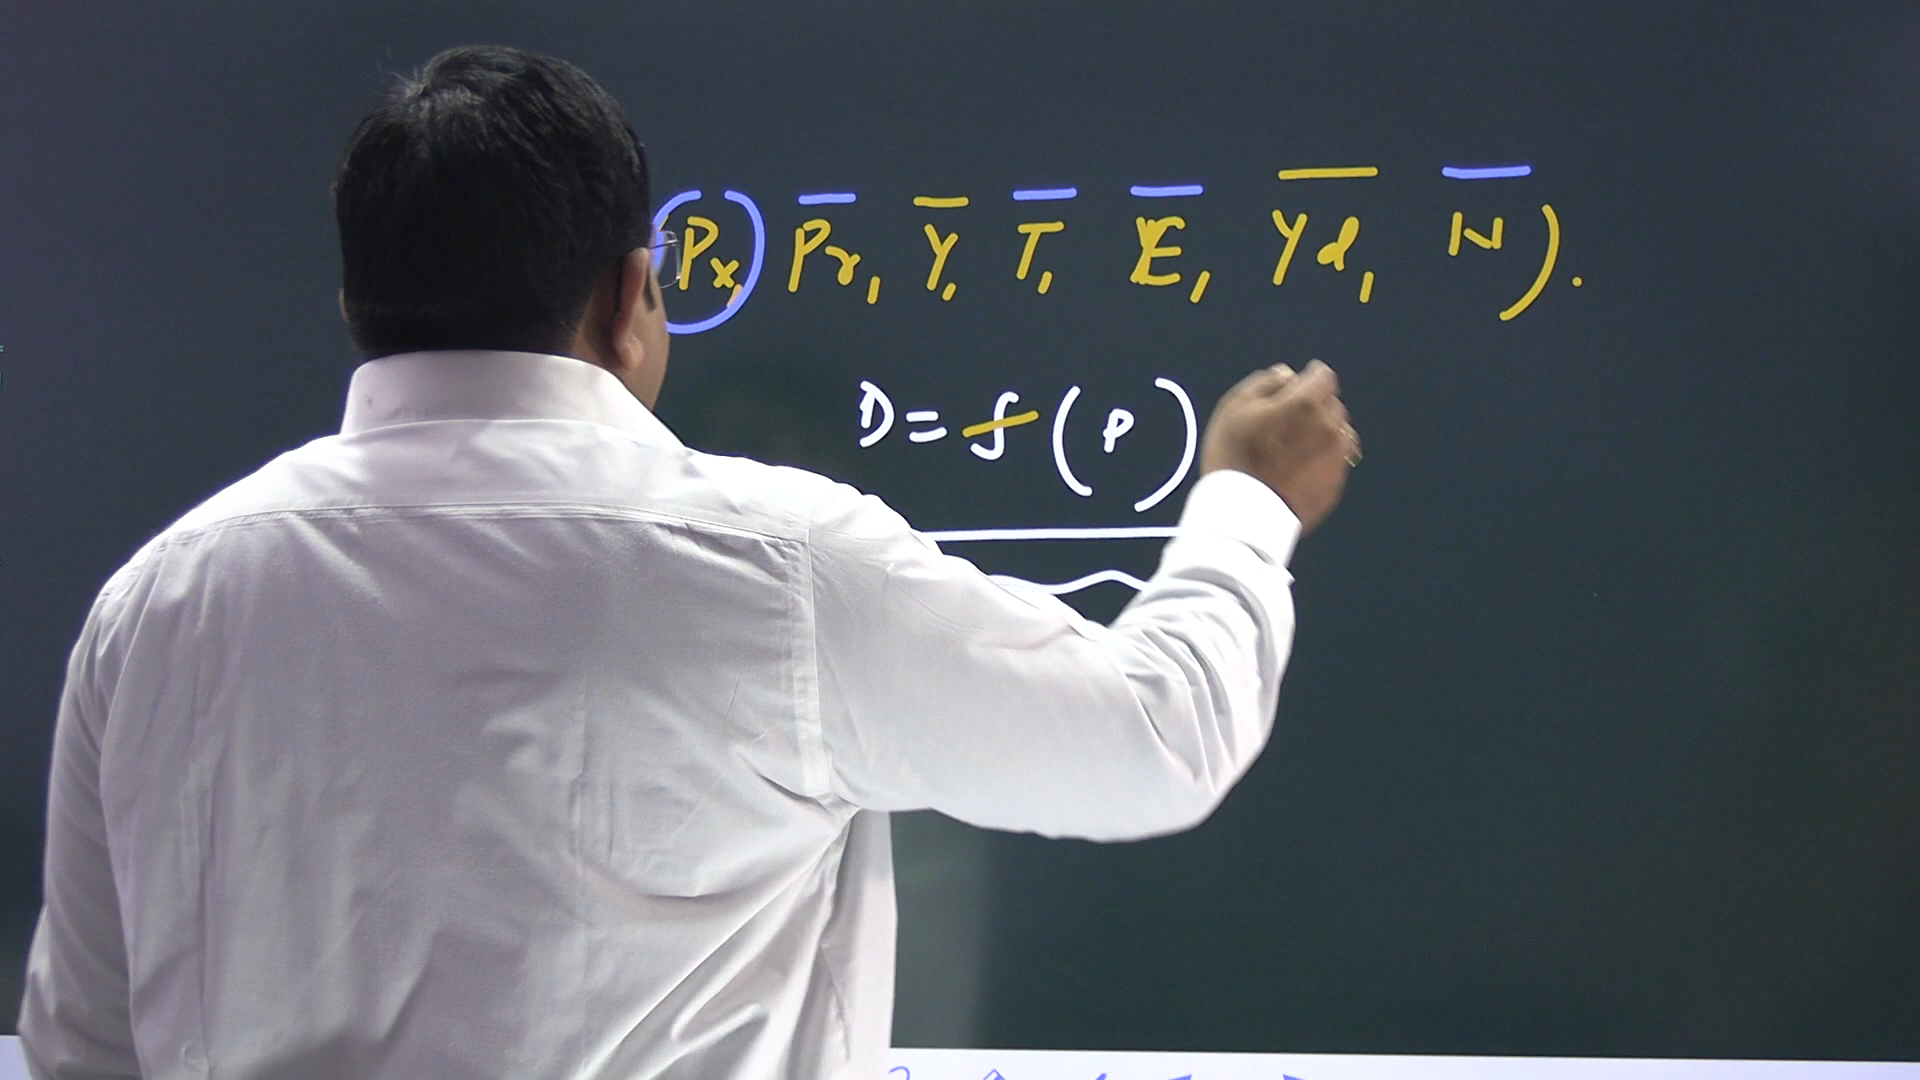 Px, Pr, Y, T, E, Yd, N).
D = f (P)